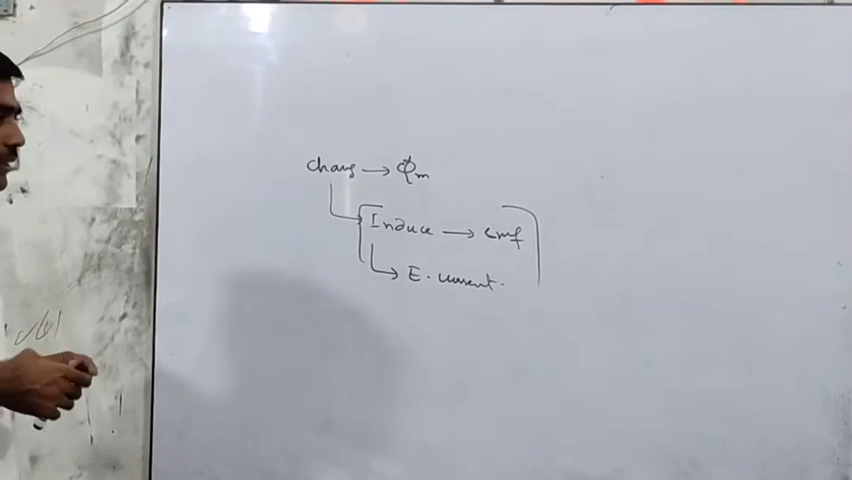 chang → Φm
Induce → emf
E. current.